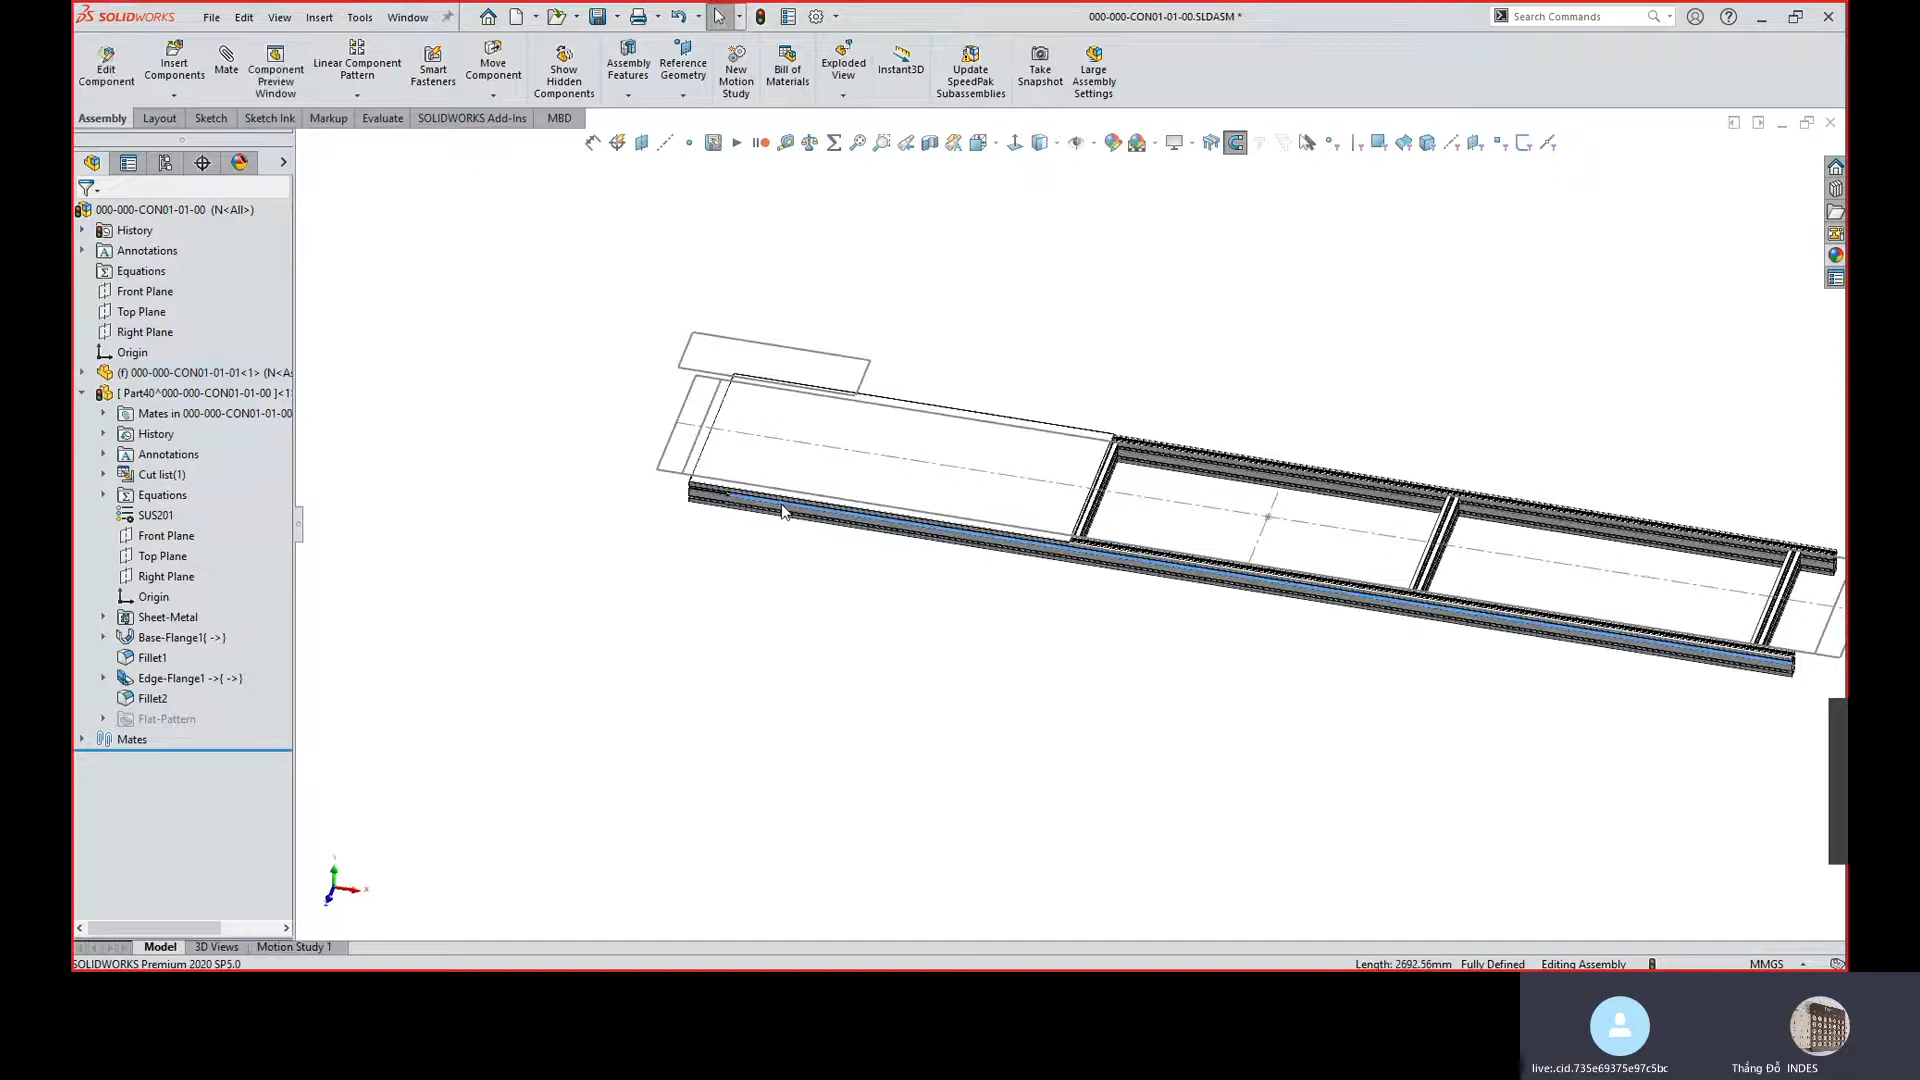 SOLIDWORKS File Edit View Insert Tools Window 000-000-CON01-01-00.SLDASM * Search Commands
Edit Component
Insert Components
Mate
Component Preview Window
Linear Component Pattern
Smart Fasteners
Move Component
Show Hidden Components
Assembly Features
Reference Geometry
New Motion Study
Bill of Materials
Exploded View
Instant3D
Update SpeedPak Subassemblies
Take Snapshot
Large Assembly Settings
Assembly Layout Sketch Sketch Ink Markup Evaluate SOLIDWORKS Add-Ins MBD
000-000-CON01-01-00 (N<All>)
History
Annotations
Equations
Front Plane
Top Plane
Right Plane
Origin
(f) 000-000-CON01-01-01<1> (N<A
[ Part40^000-000-CON01-01-00 ]<1
Mates in 000-000-CON01-01-00
History
Annotations
Cut list(1)
Equations
SUS201
Front Plane
Top Plane
Right Plane
Origin
Sheet-Metal
Base-Flange1{ ->}
Fillet1
Edge-Flange1 ->{ ->}
Fillet2
Flat-Pattern
Mates
Model 3D Views Motion Study 1
SOLIDWORKS Premium 2020 SP5.0 Length: 2692.56mm Fully Defined Editing Assembly MMGS
live:.cid.735e69375e97c5bc Thắng Đỗ INDES